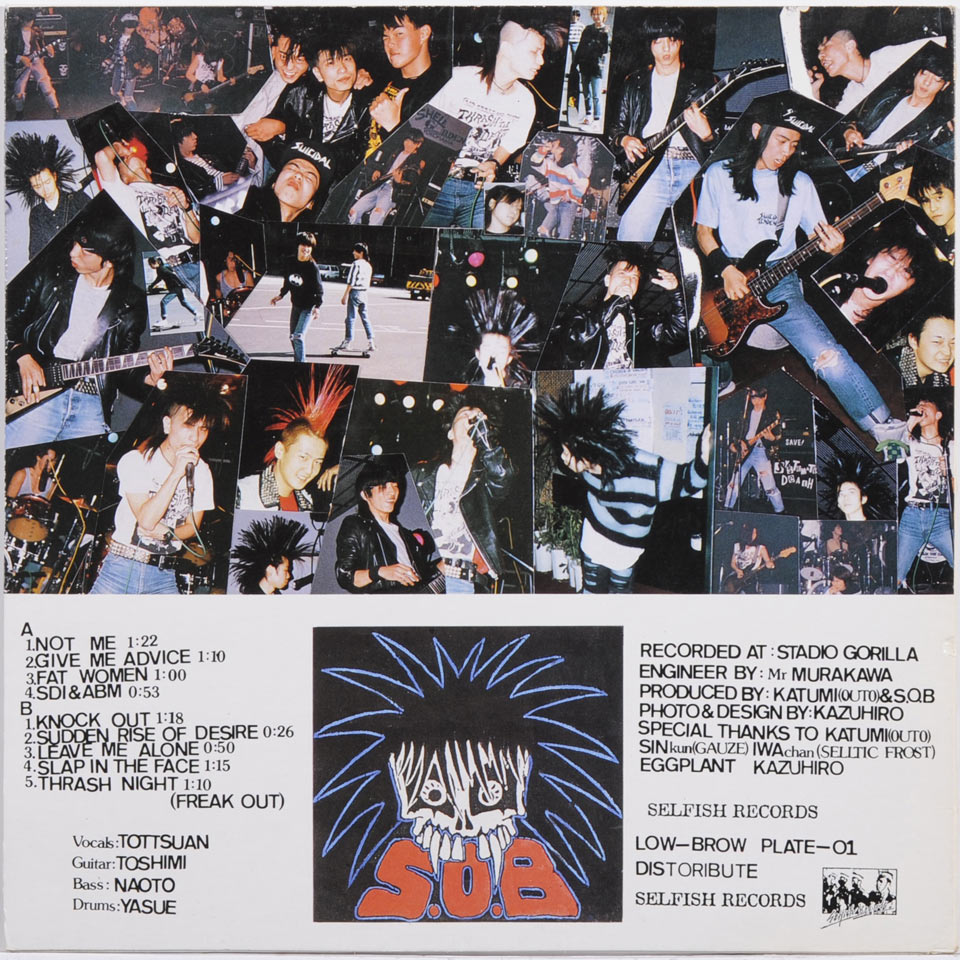 SUICIDAL
THRASH
SUICIDAL
SAVE!
A
1.NOT ME 1:22
2.GIVE ME ADVICE 1:10
3.FAT WOMEN 1:00
4.SDI&ABM 0:53
B
1.KNOCK OUT 1:18
2.SUDDEN RISE OF DESIRE 0:26
3.LEAVE ME ALONE 0:50
4.SLAP IN THE FACE 1:15
5.THRASH NIGHT 1:10
(FREAK OUT)
Vocals:TOTTSUAN
Guitar:TOSHIMI
Bass:NAOTO
Drums:YASUE
S.O.B
RECORDED AT:STADIO GORILLA
ENGINEER BY:Mr MURAKAWA
PRODUCED BY:KATUMI(OUTO)&S.O.B
PHOTO&DESIGN BY:KAZUHIRO
SPECIAL THANKS TO KATUMI(OUTO)
SINkun(GAUZE) IWAchan(SELLTIC FROST)
EGGPLANT KAZUHIRO
SELFISH RECORDS
LOW-BROW PLATE-01
DISTORIBUTE
SELFISH RECORDS